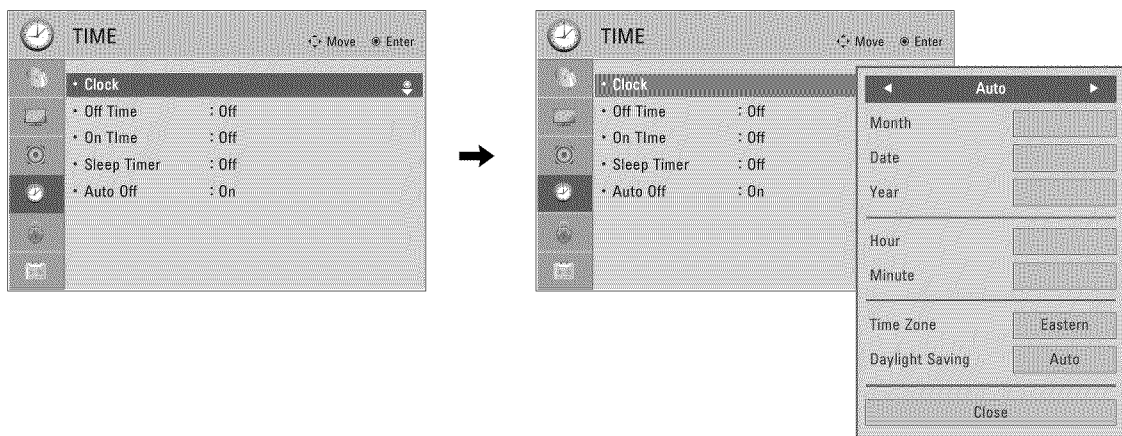 TIME
Move Enter
• Clock
• Off Time : Off
• On TIme : Off
• Sleep Timer : Off
• Auto Off : On
TIME
Move Enter
• Clock
• Off Time : Off
• On TIme : Off
• Sleep Timer : Off
• Auto Off : On
Auto
Month
Date
Year
Hour
Minute
Time Zone Eastern
Daylight Saving Auto
Close